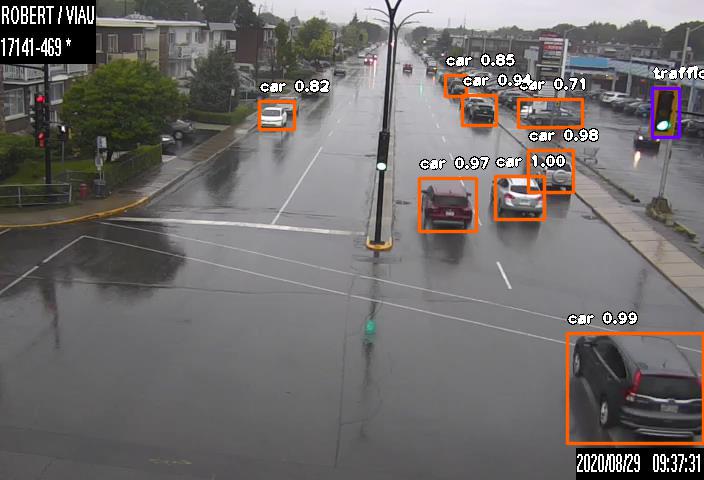 ROBERT / VIAU
17141-469 *
car 0.85
car 0.94
car 0.71
car 0.82
traffic
car 0.98
car 0.97
car 1.00
car 0.99
2020/08/29 09:37:31